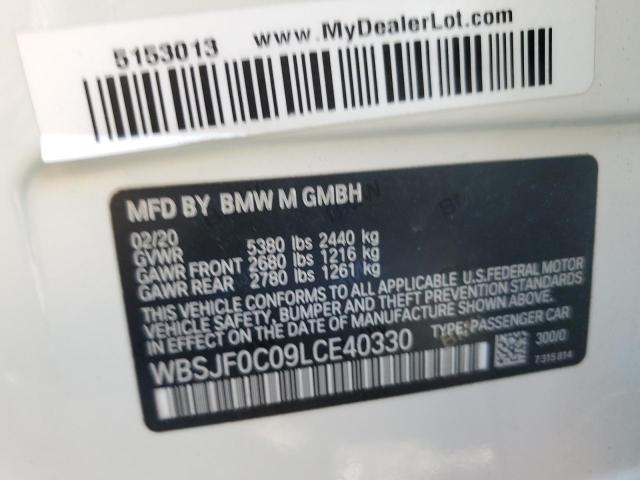 5153013
www.MyDealerLot.com
MFD BY BMW M GMBH
02/20
GVWR 5380 lbs 2440 kg
GAWR FRONT 2680 lbs 1216 kg
GAWR REAR 2780 lbs 1261 kg
THIS VEHICLE CONFORMS TO ALL APPLICABLE U.S.FEDERAL MOTOR
VEHICLE SAFETY, BUMPER AND THEFT PREVENTION STANDARDS
IN EFFECT ON THE DATE OF MANUFACTURE SHOWN ABOVE.
WBSJF0C09LCE40330
TYPE: PASSENGER CAR
300/0
7315814